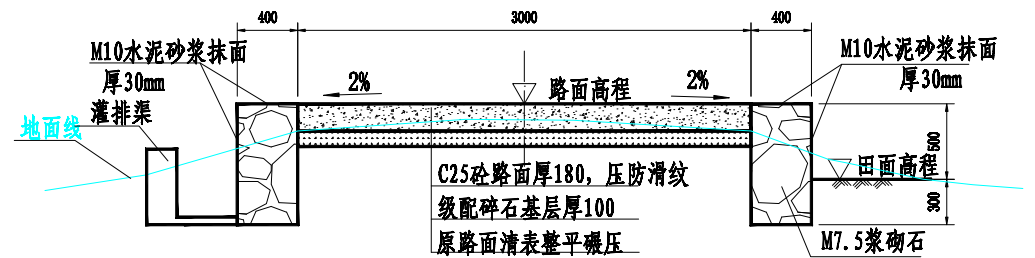 400
3000
400
M10水泥砂浆抹面
厚30mm
灌排渠
地面线
2%
路面高程
2%
M10水泥砂浆抹面
厚30mm
500
田面高程
300
C25砼路面厚180，压防滑纹
级配碎石基层厚100
原路面清表整平碾压
M7.5浆砌石